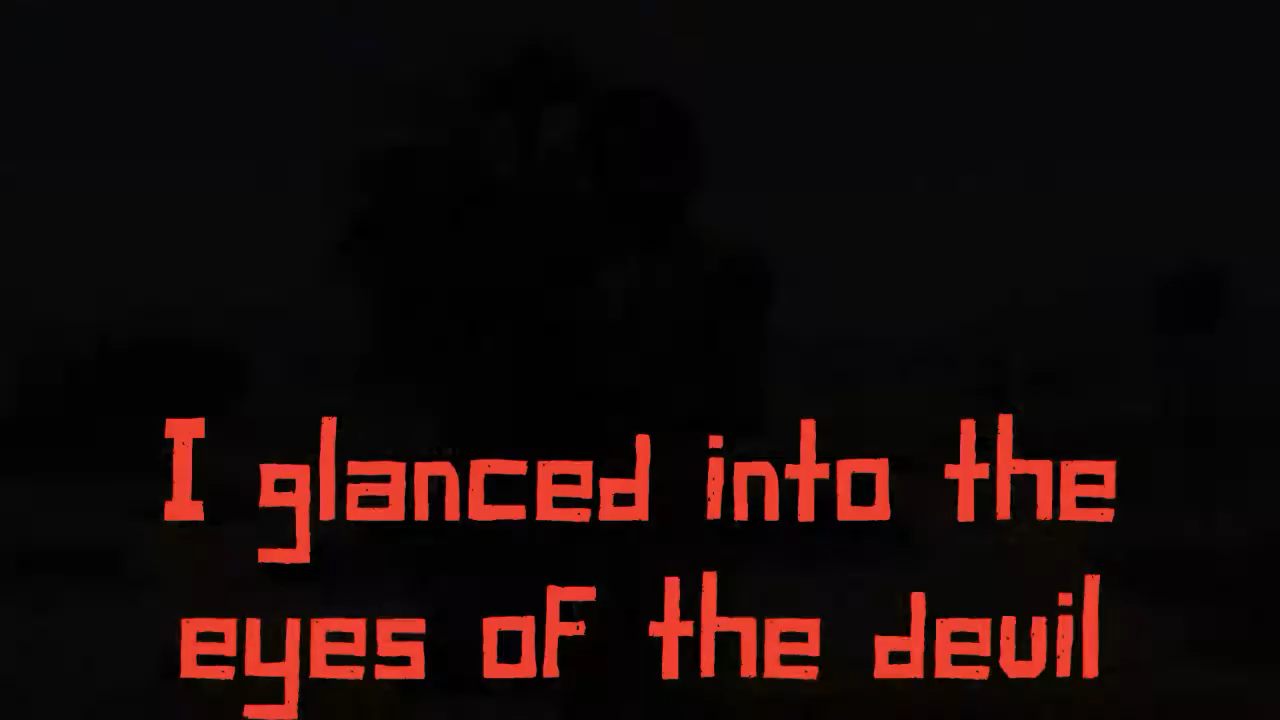 I glanced into the
eyes of the devil